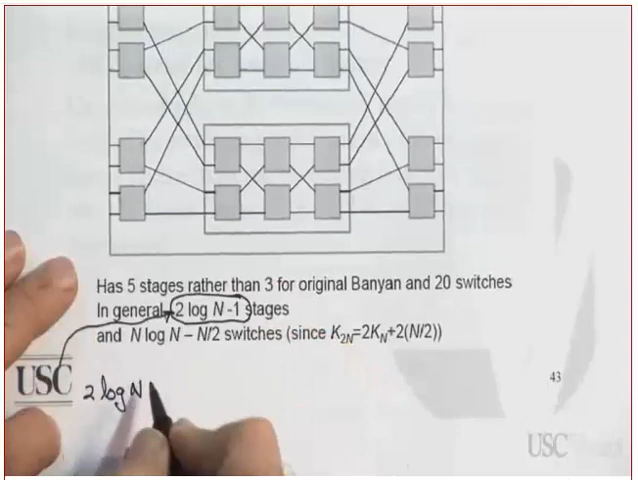 Has 5 stages rather than 3 for original Banyan and 20 switches
In general 2 log N -1 stages
and N log N – N/2 switches (since K2N=2KN+2(N/2))
43
USC
2 log N
USC